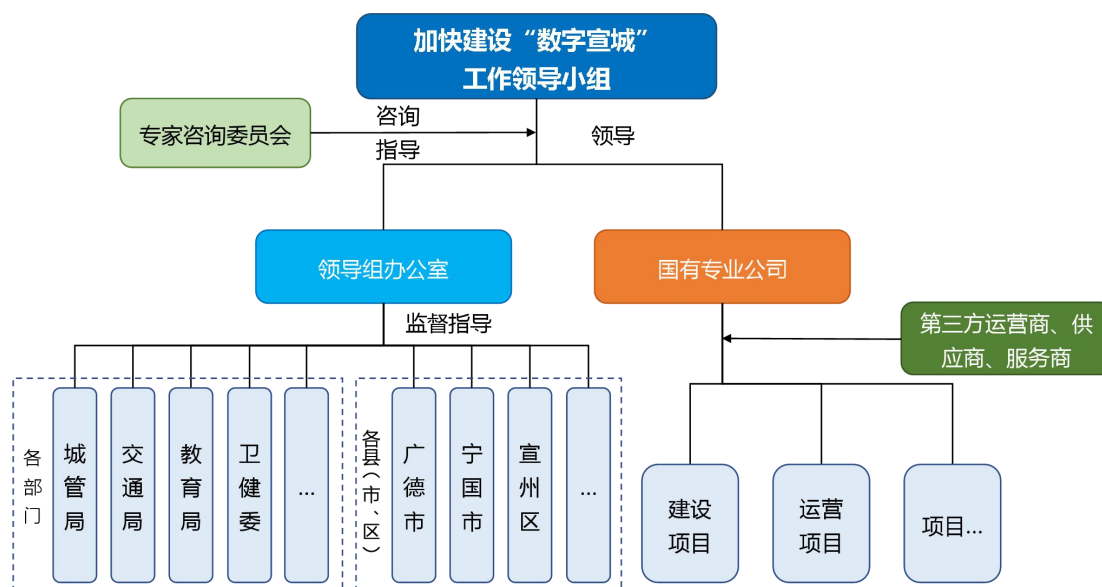 加快建设“数字宣城”
工作领导小组
专家咨询委员会
咨询
指导
领导
领导组办公室
国有专业公司
监督指导
第三方运营商、供
应商、服务商
各部门
城管局
交通局
教育局
卫健委
...
各县（市、区）
广德市
宁国市
宣州区
...
建设
项目
运营
项目
项目...